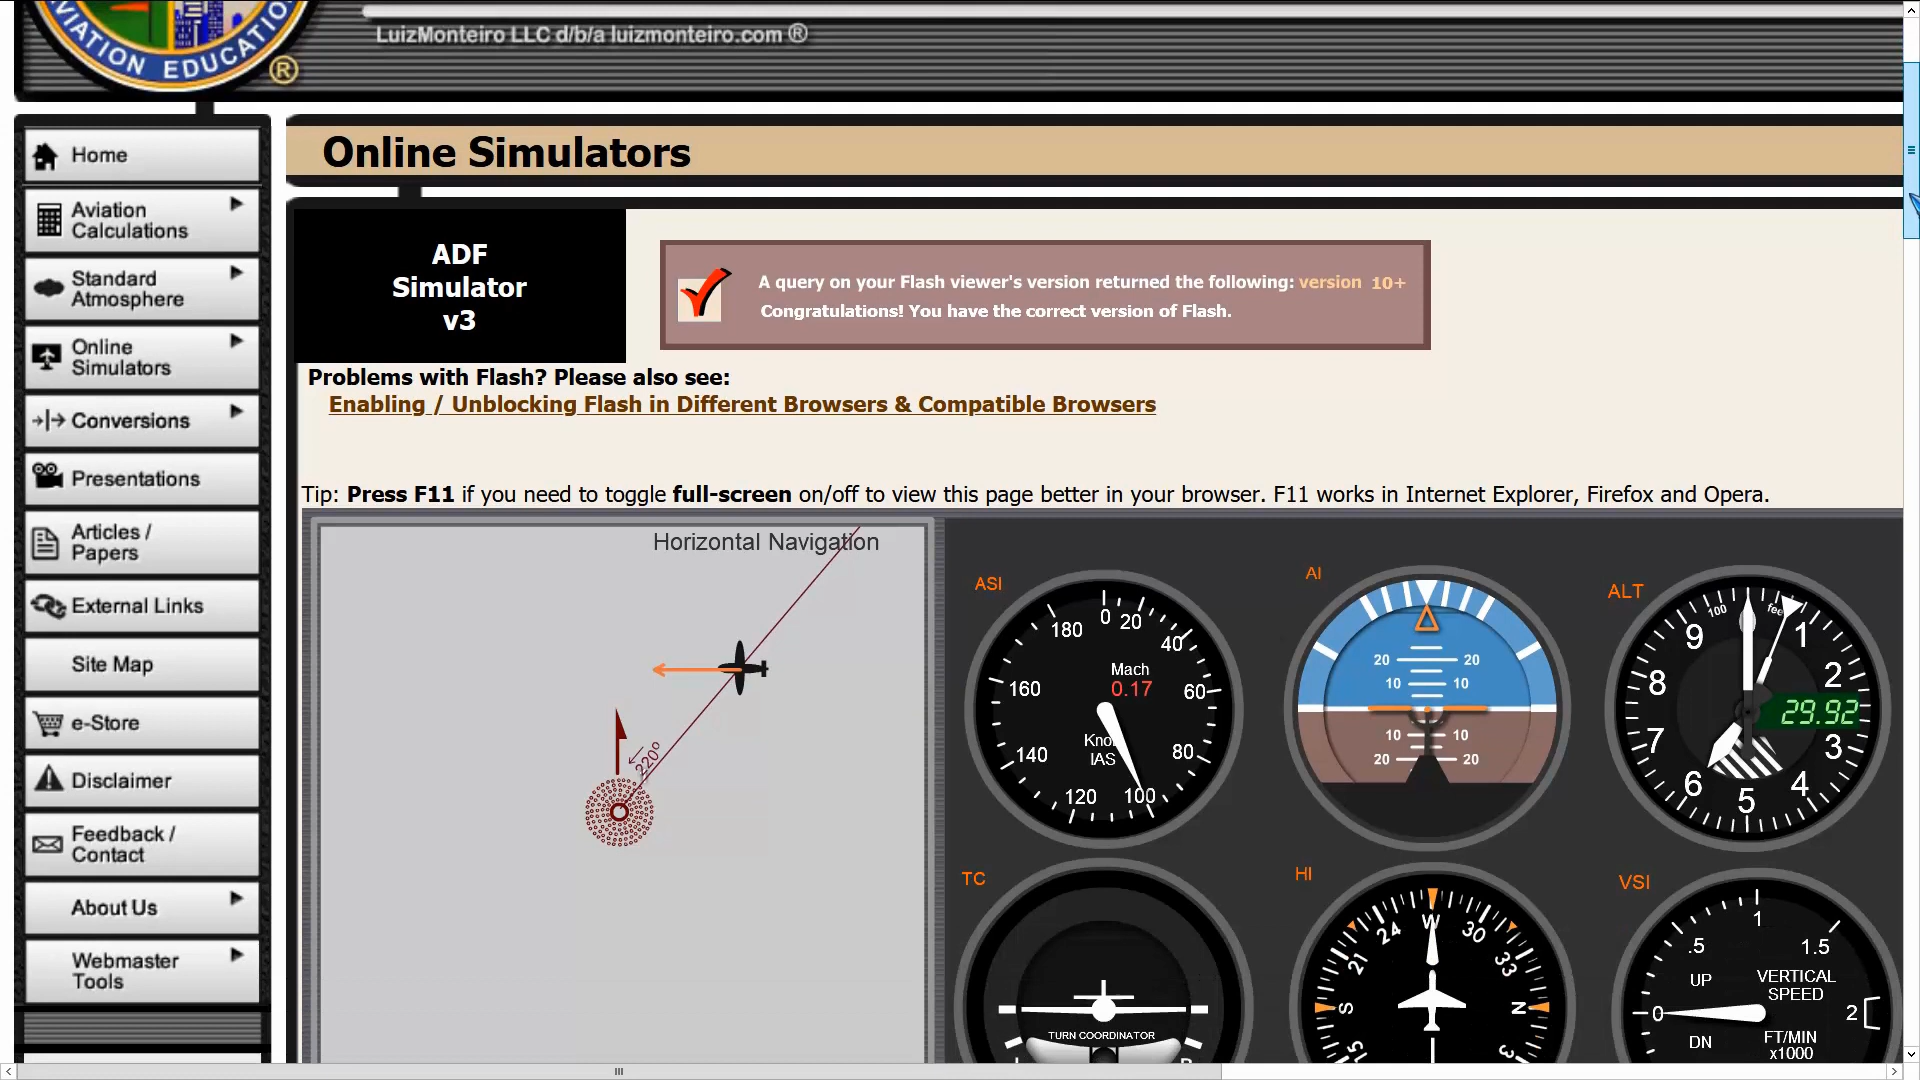 AVIATION EDUCATION
®
LuizMonteiro LLC d/b/a luizmonteiro.com ®
Home
Aviation
Calculations
Standard
Atmosphere
Online
Simulators
Conversions
Presentations
Articles /
Papers
External Links
Site Map
e-Store
Disclaimer
Feedback /
Contact
About Us
Webmaster
Tools
Online Simulators
ADF
Simulator
v3
A query on your Flash viewer's version returned the following: version 10+
Congratulations! You have the correct version of Flash.
Problems with Flash? Please also see:
Enabling / Unblocking Flash in Different Browsers & Compatible Browsers
Tip: Press F11 if you need to toggle full-screen on/off to view this page better in your browser. F11 works in Internet Explorer, Firefox and Opera.
Horizontal Navigation
220º
ASI
0 20 40 60 80 100 120 140 160 180
Mach
0.17
IAS
AI
20 20
10 10
10 10
20 20
ALT
100 feet
1 2 3 4 5 6 7 8 9
29.92
TC
TURN COORDINATOR
HI
S 21 24 W 30 33 N 3
15
VSI
.5 1 1.5 2
UP
0
DN
VERTICAL
SPEED
FT/MIN
x1000